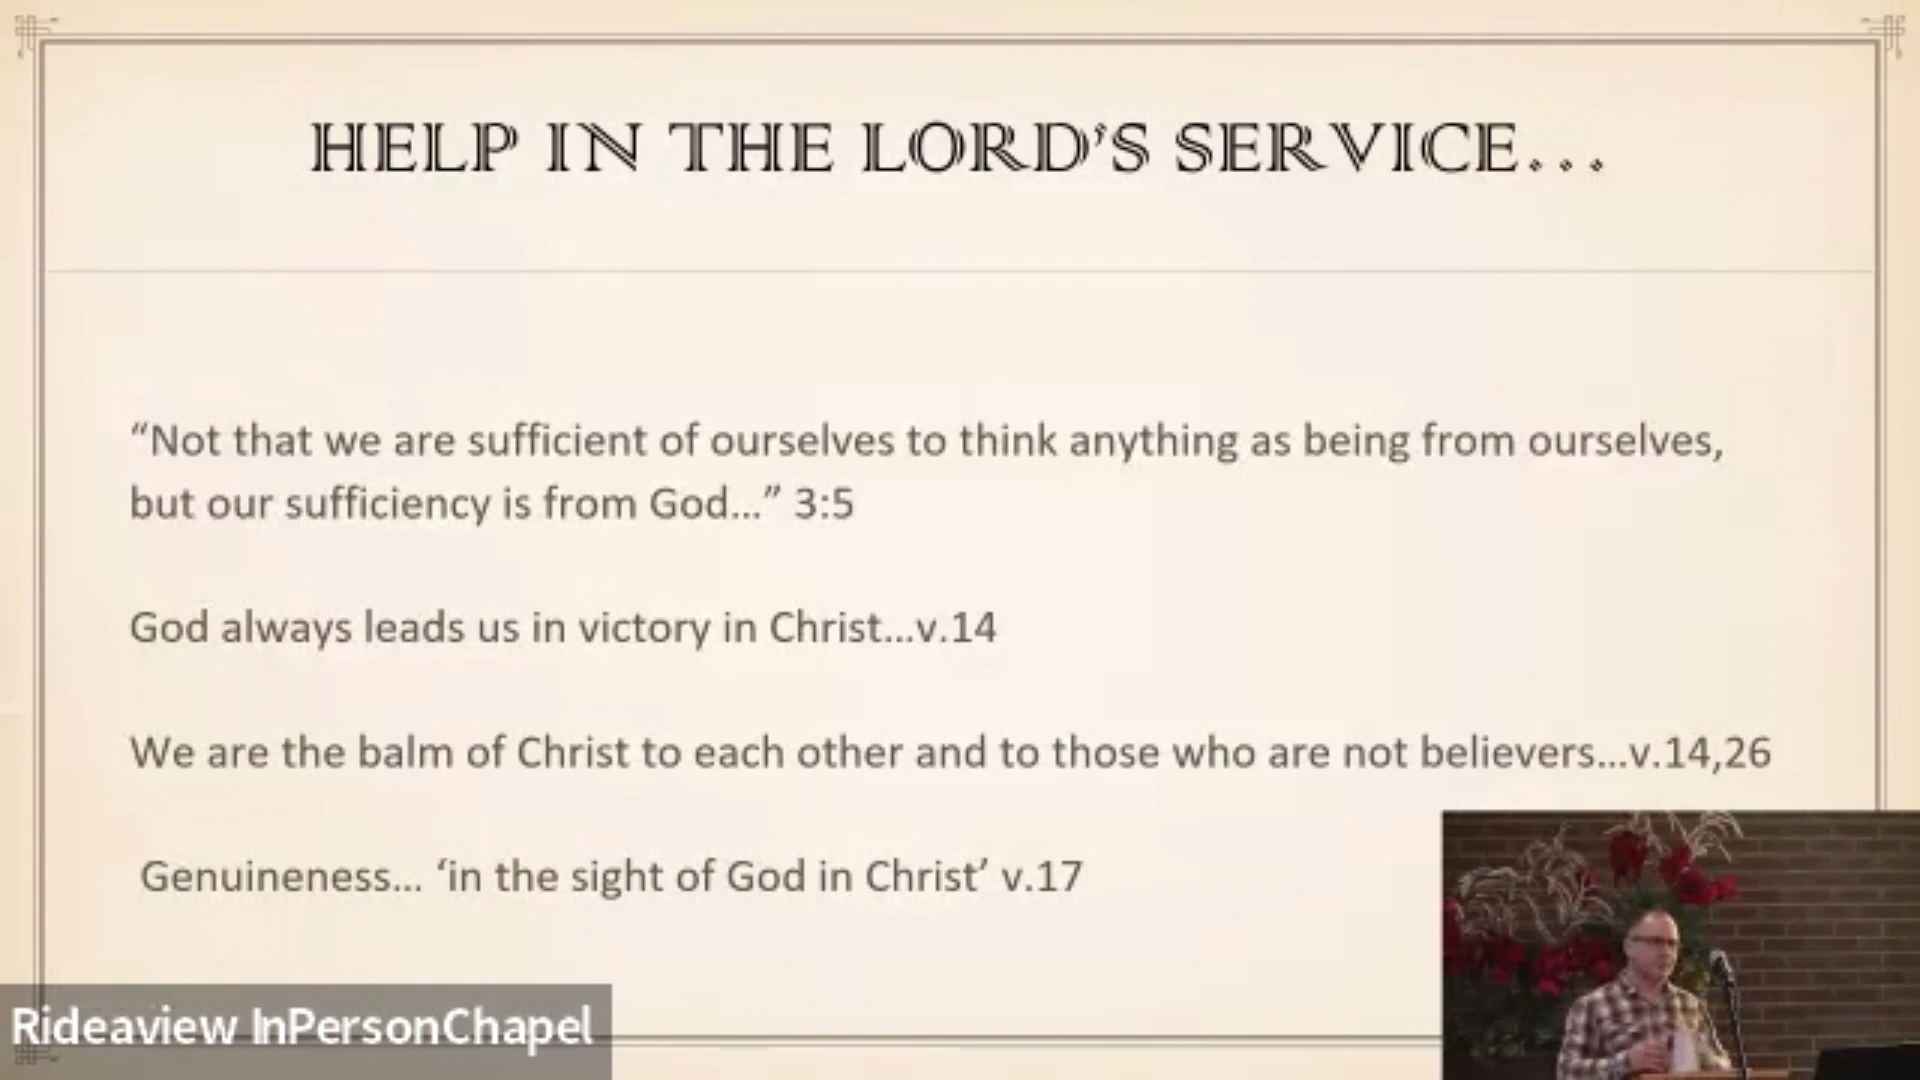 HELP IN THE LORD'S SERVICE...
“Not that we are sufficient of ourselves to think anything as being from ourselves,
but our sufficiency is from God...” 3:5
God always leads us in victory in Christ...v.14
We are the balm of Christ to each other and to those who are not believers...v.14,26
Genuineness... ‘in the sight of God in Christ’ v.17
Rideaview InPersonChapel